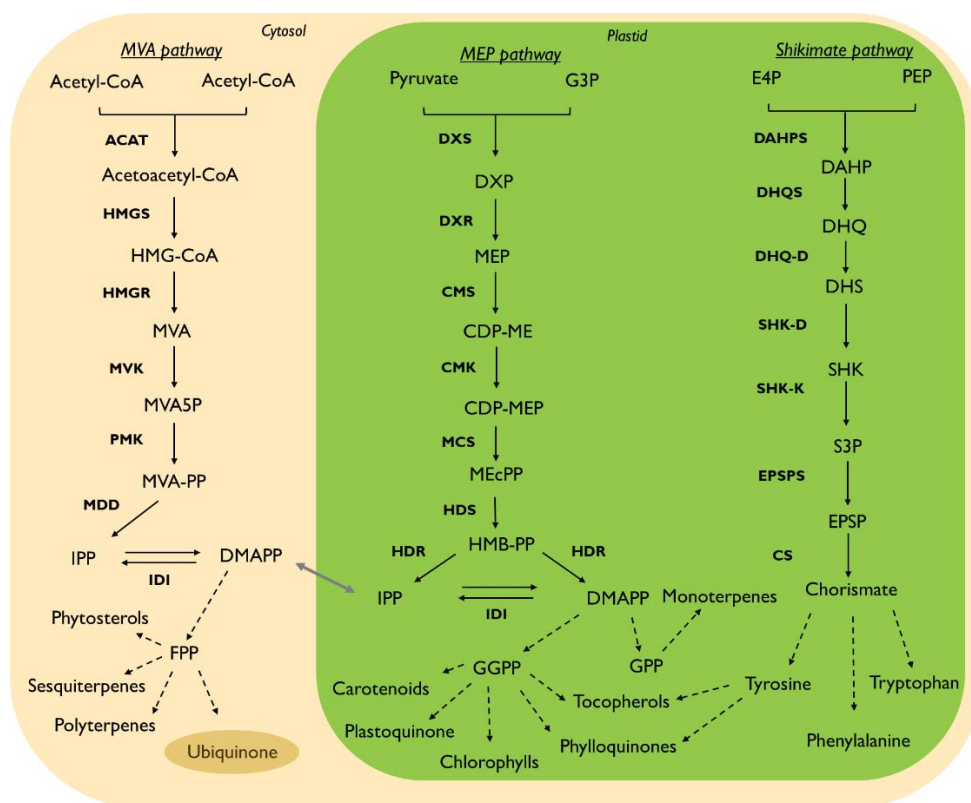 Cytosol
Plastid
MVA pathway
Acetyl-CoA
Acetyl-CoA
ACAT
Acetoacetyl-CoA
HMGS
HMG-CoA
HMGR
MVA
MVK
MVA5P
PMK
MVA-PP
MDD
IPP
DMAPP
IDI
Phytosterols
FPP
Sesquiterpenes
Polyterpenes
Ubiquinone
MEP pathway
Pyruvate
G3P
DXS
DXP
DXR
MEP
CMS
CDP-ME
CMK
CDP-MEP
MCS
MEcPP
HDS
HMB-PP
HDR
HDR
IPP
DMAPP
IDI
Monoterpenes
GPP
GGPP
Carotenoids
Plastoquinone
Chlorophylls
Tocopherols
Phylloquinones
Shikimate pathway
E4P
PEP
DAHPS
DAHP
DHQS
DHQ
DHQ-D
DHS
SHK-D
SHK
SHK-K
S3P
EPSPS
EPSP
CS
Chorismate
Tyrosine
Tryptophan
Phenylalanine